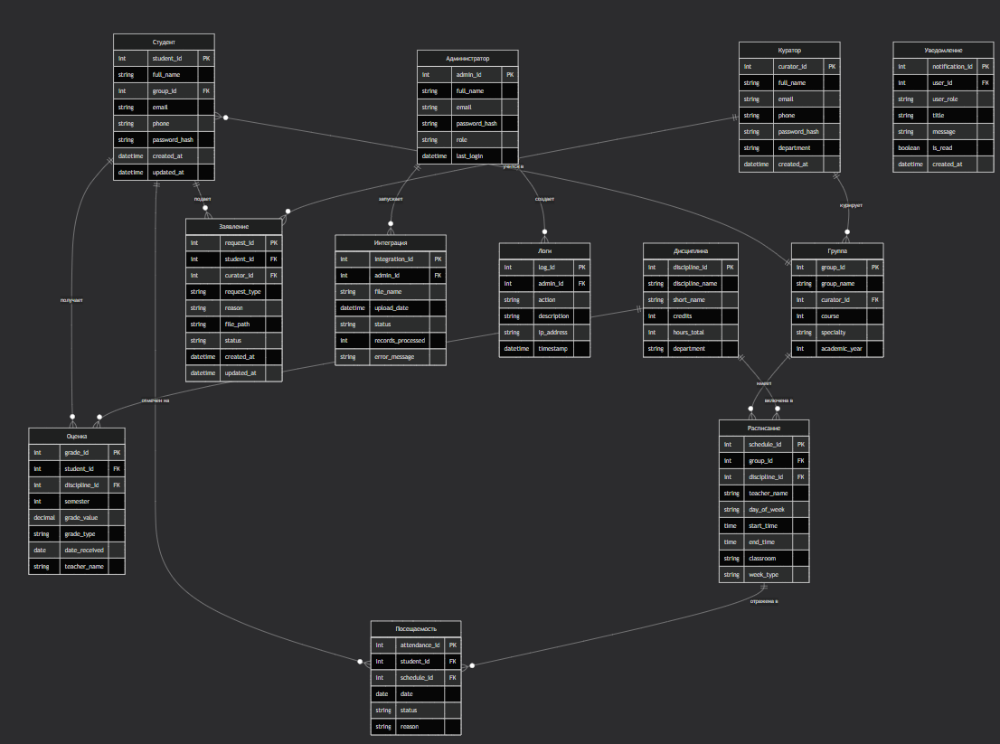 Студент
int student_id PK
string full_name
int group_id FK
string email
string phone
string password_hash
datetime created_at
datetime updated_at
Администратор
int admin_id PK
string full_name
string email
string password_hash
string role
datetime last_login
Куратор
int curator_id PK
string full_name
string email
string phone
string password_hash
string department
datetime created_at
Уведомление
int notification_id PK
int user_id FK
string user_role
string title
string message
boolean is_read
datetime created_at
учится в
подает
запускает
создает
курирует
Заявление
int request_id PK
int student_id FK
int curator_id FK
string request_type
string reason
string file_path
string status
datetime created_at
datetime updated_at
Интеграция
int integration_id PK
int admin_id FK
string file_name
datetime upload_date
string status
int records_processed
string error_message
Логи
int log_id PK
int admin_id FK
string action
string description
string ip_address
datetime timestamp
Дисциплина
int discipline_id PK
string discipline_name
string short_name
int credits
int hours_total
string department
Группа
int group_id PK
string group_name
int curator_id FK
int course
string specialty
int academic_year
получает
отмечен на
имеет
включена в
Оценка
int grade_id PK
int student_id FK
int discipline_id FK
int semester
decimal grade_value
string grade_type
date date_received
string teacher_name
Расписание
int schedule_id PK
int group_id FK
int discipline_id FK
string teacher_name
string day_of_week
time start_time
time end_time
string classroom
string week_type
отражена в
Посещаемость
int attendance_id PK
int student_id FK
int schedule_id FK
date date
string status
string reason